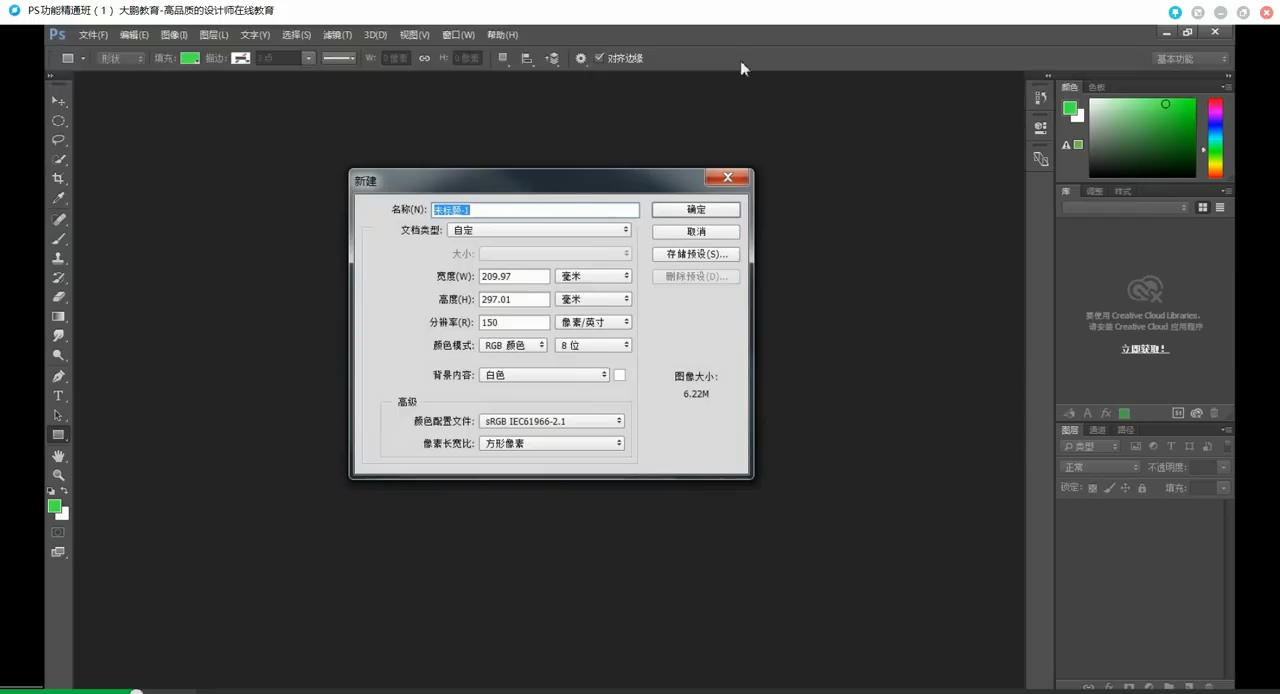 PS功能精通班（1）大鹏教育-高品质的设计师在线教育
Ps 文件(F) 编辑(E) 图像(I) 图层(L) 文字(Y) 选择(S) 滤镜(T) 3D(D) 视图(V) 窗口(W) 帮助(H)
形状 填充: 描边: 3点 W: 0像素 H: 0像素 对齐边缘 基本功能
颜色 色板
新建
名称(N): 未标题-1 确定
文档类型: 自定 取消
大小: 存储预设(S)...
宽度(W): 209.97 毫米 删除预设(D)...
高度(H): 297.01 毫米
分辨率(R): 150 像素/英寸
颜色模式: RGB 颜色 8 位
背景内容: 白色
图像大小:
6.22M
高级
颜色配置文件: sRGB IEC61966-2.1
像素长宽比: 方形像素
库 调整 样式
要使用 Creative Cloud Libraries,
请安装 Creative Cloud 应用程序
立即获取!
图层 通道 路径
类型
正常 不透明度:
锁定: 填充: